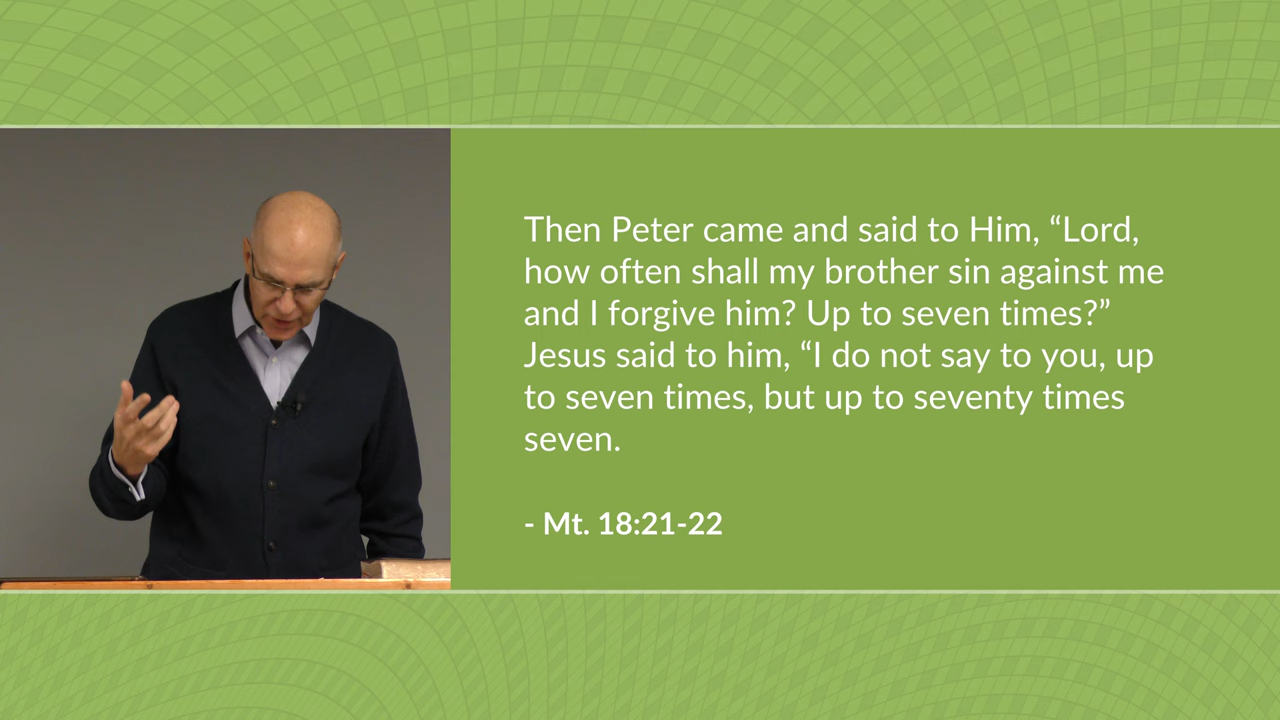 Then Peter came and said to Him, “Lord,
how often shall my brother sin against me
and I forgive him? Up to seven times?”
Jesus said to him, “I do not say to you, up
to seven times, but up to seventy times
seven.
- Mt. 18:21-22